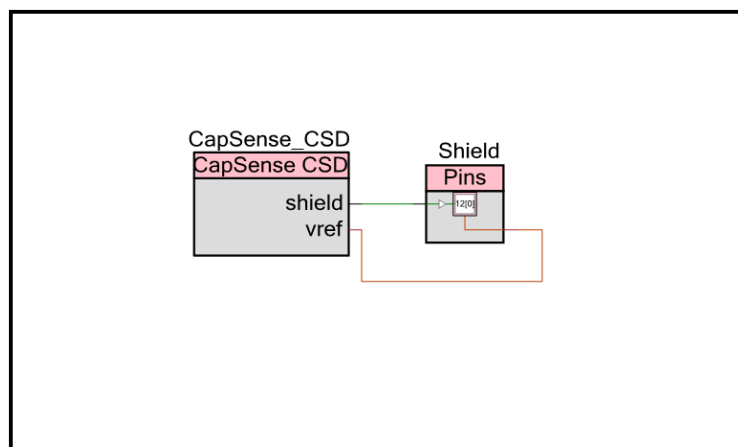 CapSense_CSD
CapSense CSD
shield
vref
Shield
Pins
12[0]